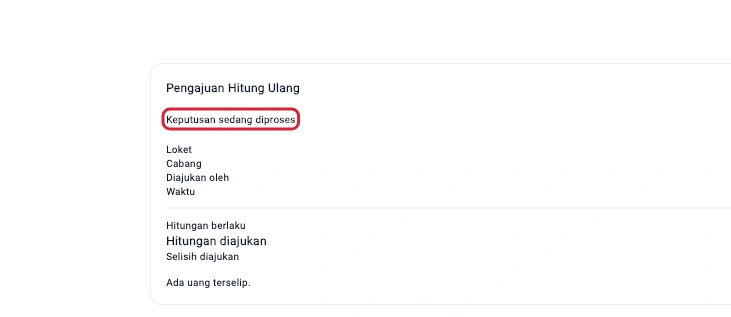 Pengajuan Hitung Ulang
Keputusan sedang diproses
Loket
Cabang
Diajukan oleh
Waktu
Hitungan berlaku
Hitungan diajukan
Selisih diajukan
Ada uang terselip.